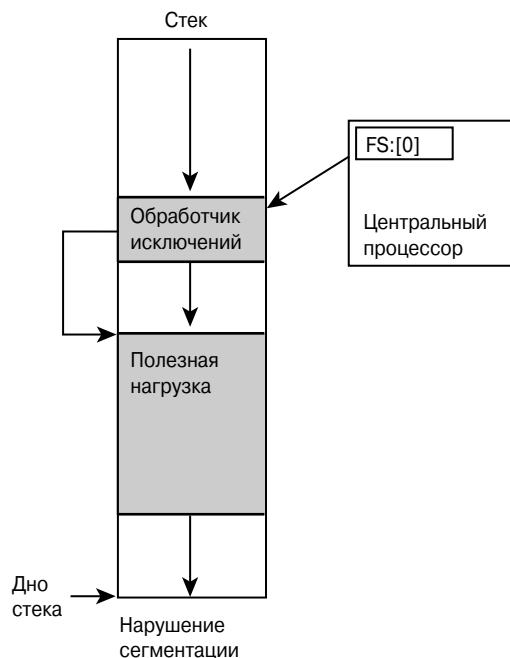 Стек
FS:[0]
Обработчик
исключений
Центральный
процессор
Полезная
нагрузка
Дно
стека
Нарушение
сегментации